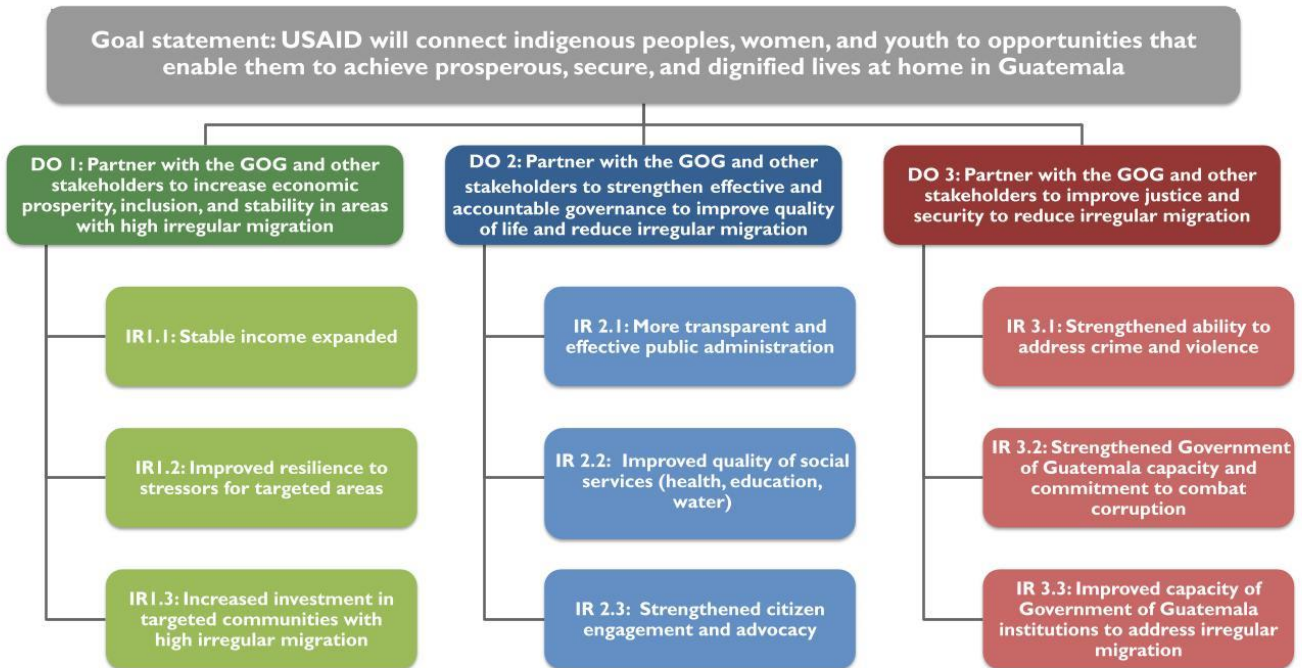 Goal statement: USAID will connect indigenous peoples, women, and youth to opportunities that
enable them to achieve prosperous, secure, and dignified lives at home in Guatemala
DO 1: Partner with the GOG and other
stakeholders to increase economic
prosperity, inclusion, and stability in areas
with high irregular migration
IR1.1: Stable income expanded
IR1.2: Improved resilience to
stressors for targeted areas
IR1.3: Increased investment in
targeted communities with
high irregular migration
DO 2: Partner with the GOG and other
stakeholders to strengthen effective and
accountable governance to improve quality
of life and reduce irregular migration
IR 2.1: More transparent and
effective public administration
IR 2.2: Improved quality of social
services (health, education,
water)
IR 2.3: Strengthened citizen
engagement and advocacy
DO 3: Partner with the GOG and other
stakeholders to improve justice and
security to reduce irregular migration
IR 3.1: Strengthened ability to
address crime and violence
IR 3.2: Strengthened Government
of Guatemala capacity and
commitment to combat
corruption
IR 3.3: Improved capacity of
Government of Guatemala
institutions to address irregular
migration